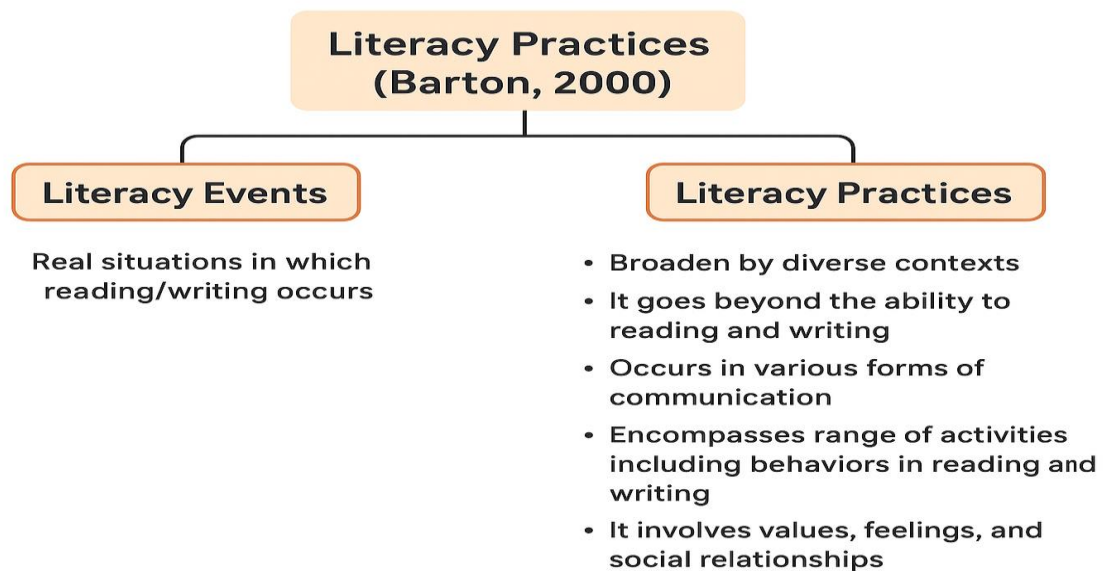 Literacy Practices
(Barton, 2000)
Literacy Events
Real situations in which
reading/writing occurs
Literacy Practices
• Broaden by diverse contexts
• It goes beyond the ability to
reading and writing
• Occurs in various forms of
communication
• Encompasses range of activities
including behaviors in reading and
writing
• It involves values, feelings, and
social relationships